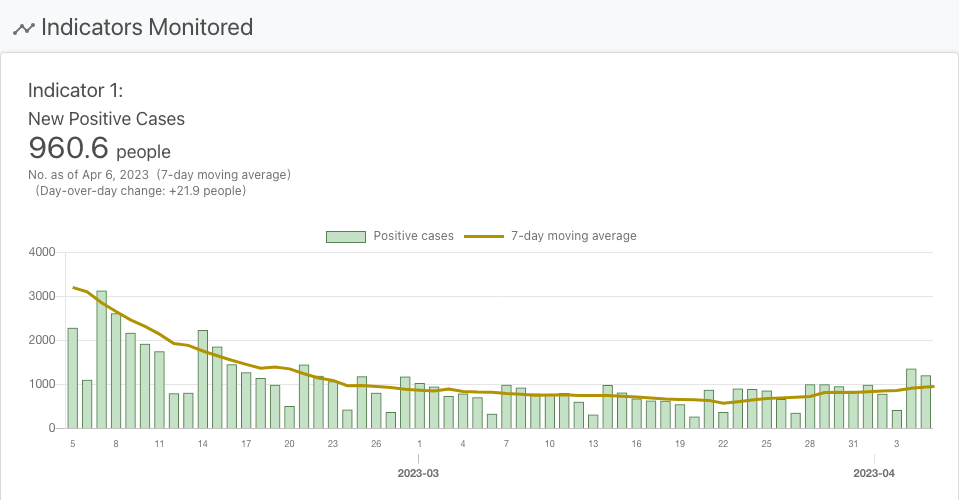 Indicators Monitored
Indicator 1:
New Positive Cases
960.6 people
No. as of Apr 6, 2023 (7-day moving average)
(Day-over-day change: +21.9 people)
Positive cases 7-day moving average
4000
3000
2000
1000
0
5 8 11 14 17 20 23 26 1 4 7 10 13 16 19 22 25 28 31 3
2023-03 2023-04